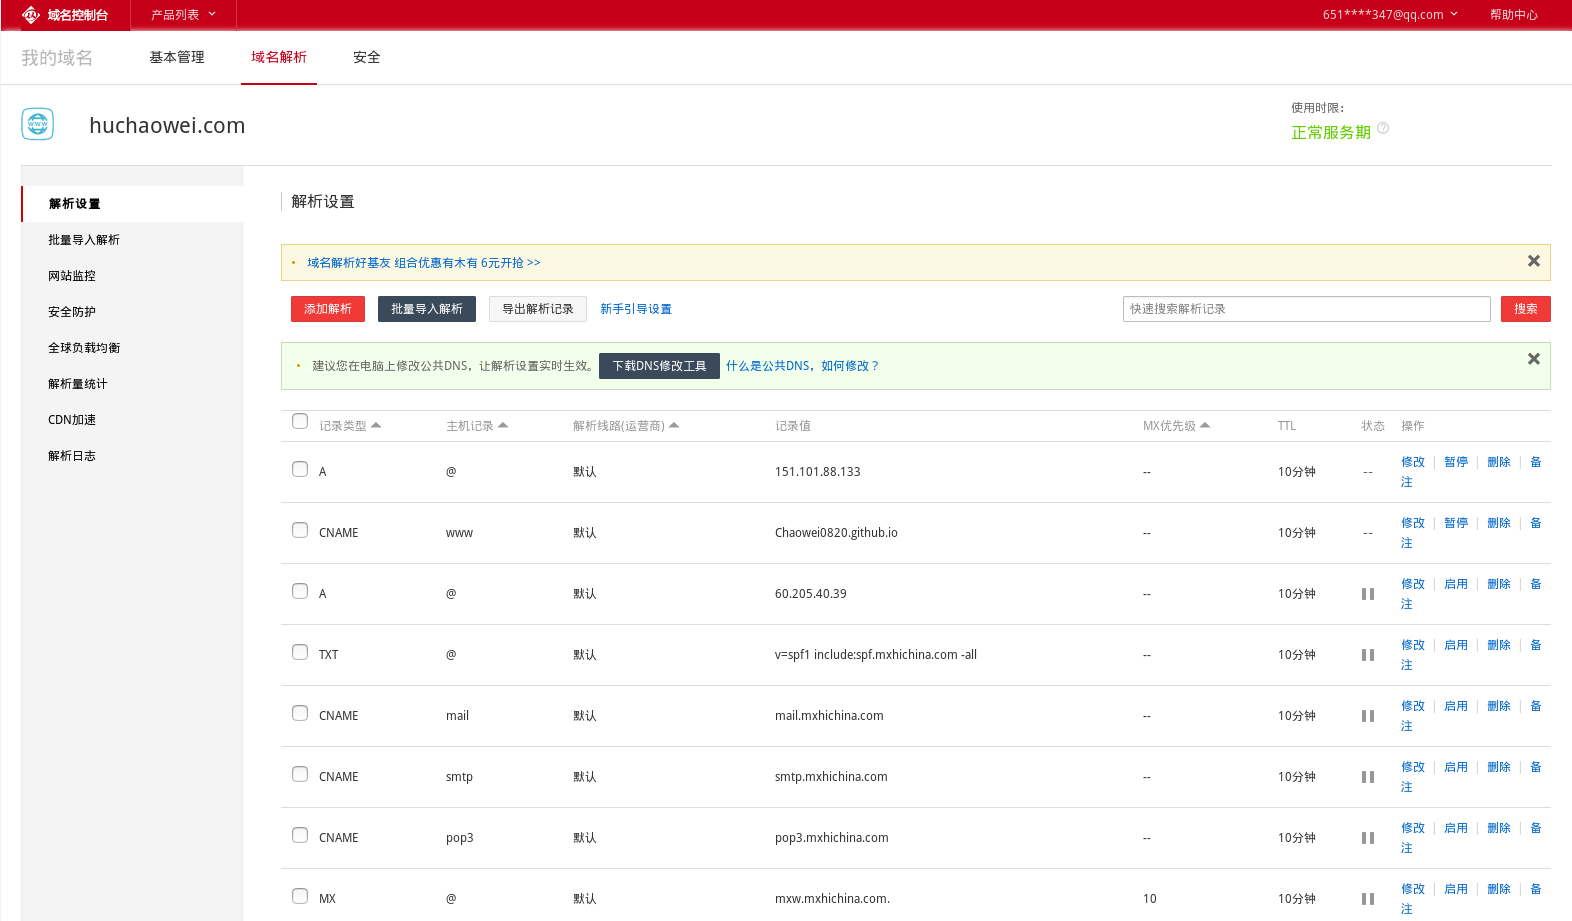 域名控制台 产品列表 651****347@qq.com 帮助中心
我的域名 基本管理 域名解析 安全
使用时限：
huchaowei.com
正常服务期 ?
解析设置
批量导入解析
网站监控
安全防护
全球负载均衡
解析量统计
CDN加速
解析日志
解析设置
域名解析好基友 组合优惠有木有 6元开抢 >>
添加解析 批量导入解析 导出解析记录 新手引导设置 快速搜索解析记录 搜索
建议您在电脑上修改公共DNS，让解析设置实时生效。 下载DNS修改工具 什么是公共DNS，如何修改？
记录类型 主机记录 解析线路(运营商) 记录值 MX优先级 TTL 状态 操作
A @ 默认 151.101.88.133 -- 10分钟 -- 修改 | 暂停 | 删除 | 备
注
CNAME www 默认 Chaowei0820.github.io -- 10分钟 -- 修改 | 暂停 | 删除 | 备
注
A @ 默认 60.205.40.39 -- 10分钟 修改 | 启用 | 删除 | 备
注
TXT @ 默认 v=spf1 include:spf.mxhichina.com -all -- 10分钟 修改 | 启用 | 删除 | 备
注
CNAME mail 默认 mail.mxhichina.com -- 10分钟 修改 | 启用 | 删除 | 备
注
CNAME smtp 默认 smtp.mxhichina.com -- 10分钟 修改 | 启用 | 删除 | 备
注
CNAME pop3 默认 pop3.mxhichina.com -- 10分钟 修改 | 启用 | 删除 | 备
注
MX @ 默认 mxw.mxhichina.com. 10 10分钟 修改 | 启用 | 删除 | 备
注